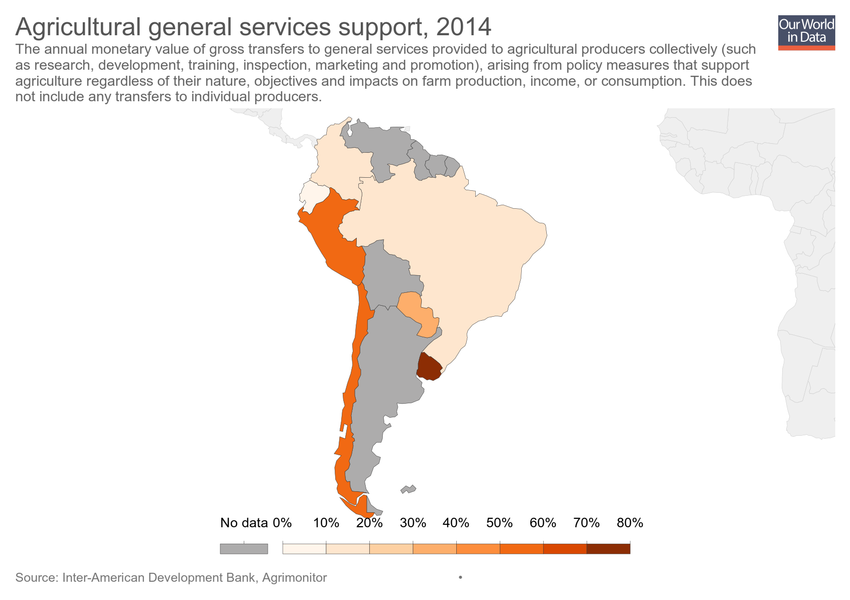 Agricultural general services support, 2014
Our World
in Data
The annual monetary value of gross transfers to general services provided to agricultural producers collectively (such
as research, development, training, inspection, marketing and promotion), arising from policy measures that support
agriculture regardless of their nature, objectives and impacts on farm production, income, or consumption. This does
not include any transfers to individual producers.
No data 0% 10% 20% 30% 40% 50% 60% 70% 80%
Source: Inter-American Development Bank, Agrimonitor •